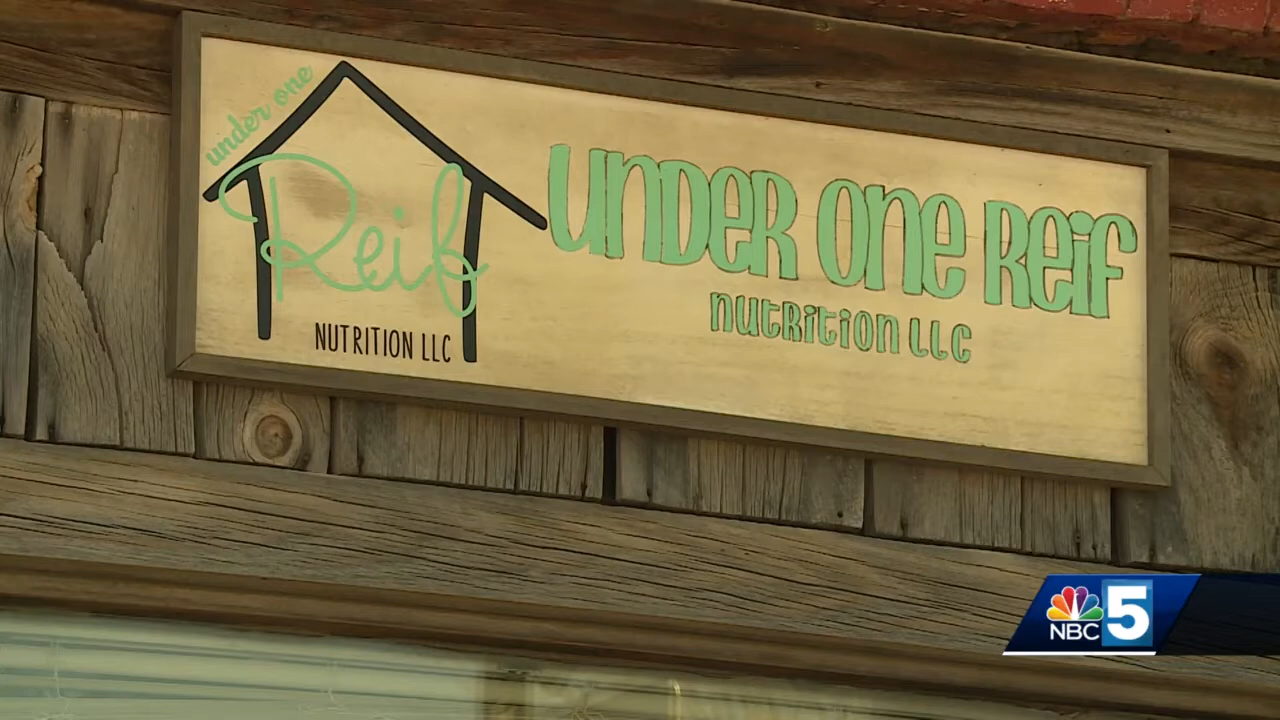 under one
Reif
NUTRITION LLC
UNDER ONE REIF
NUTRITION LLC
NBC 5